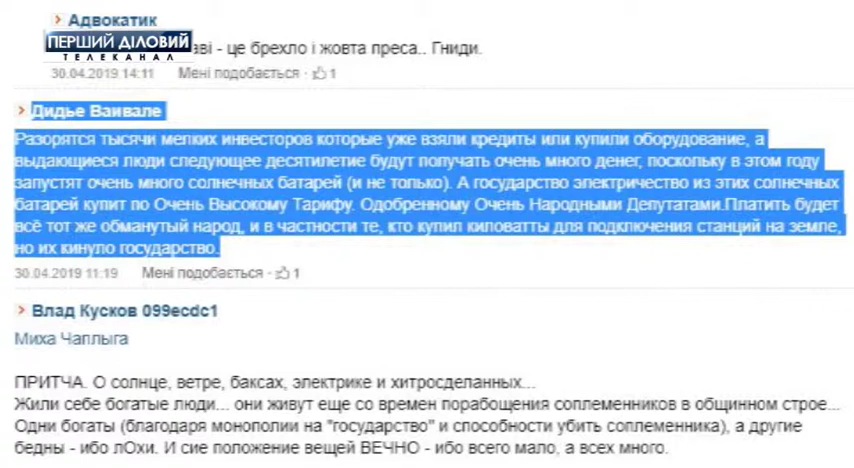 Адвокатик
ПЕРШИЙ ДІЛОВИЙ
ТЕЛЕКАНАЛ
аві - це брехло і жовта преса.. Гниди.
30.04.2019 14:11 Мені подобається · 1
Дидье Ваивале
Разорятся тысячи мелких инвесторов которые уже взяли кредиты или купили оборудование, а
выдающиеся люди следующее десятилетие будут получать очень много денег, поскольку в этом году
запустят очень много солнечных батарей (и не только). А государство электричество из этих солнечных
батарей купит по Очень Высокому Тарифу. Одобренному Очень Народными Депутатами.Платить будет
всё тот же обманутый народ, и в частности те, кто купил киловатты для подключения станций на земле,
но их кинуло государство.
30.04.2019 11:19 Мені подобається · 1
Влад Кусков 099ecdc1
Миха Чаплыга
ПРИТЧА. О солнце, ветре, баксах, электрике и хитросделанных...
Жили себе богатые люди... они живут еще со времен порабощения соплеменников в общинном строе...
Одни богаты (благодаря монополии на "государство" и способности убить соплеменника), а другие
бедны - ибо лОхи. И сие положение вещей ВЕЧНО - ибо всего мало, а всех много.